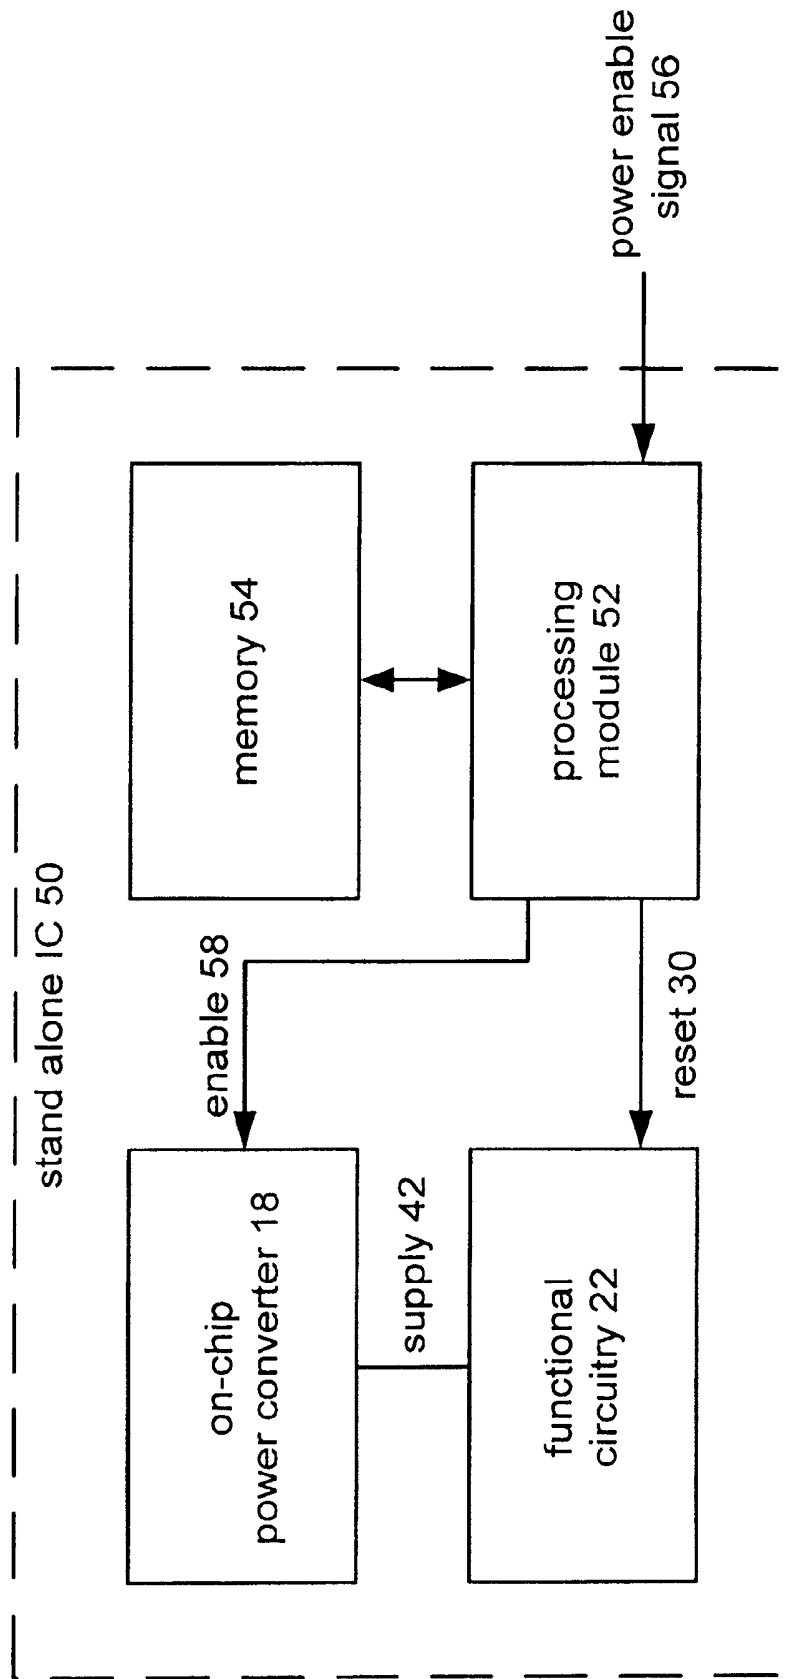 stand alone IC 50
on-chip
power converter 18
enable 58
memory 54
supply 42
functional
circuitry 22
reset 30
processing
module 52
power enable
signal 56